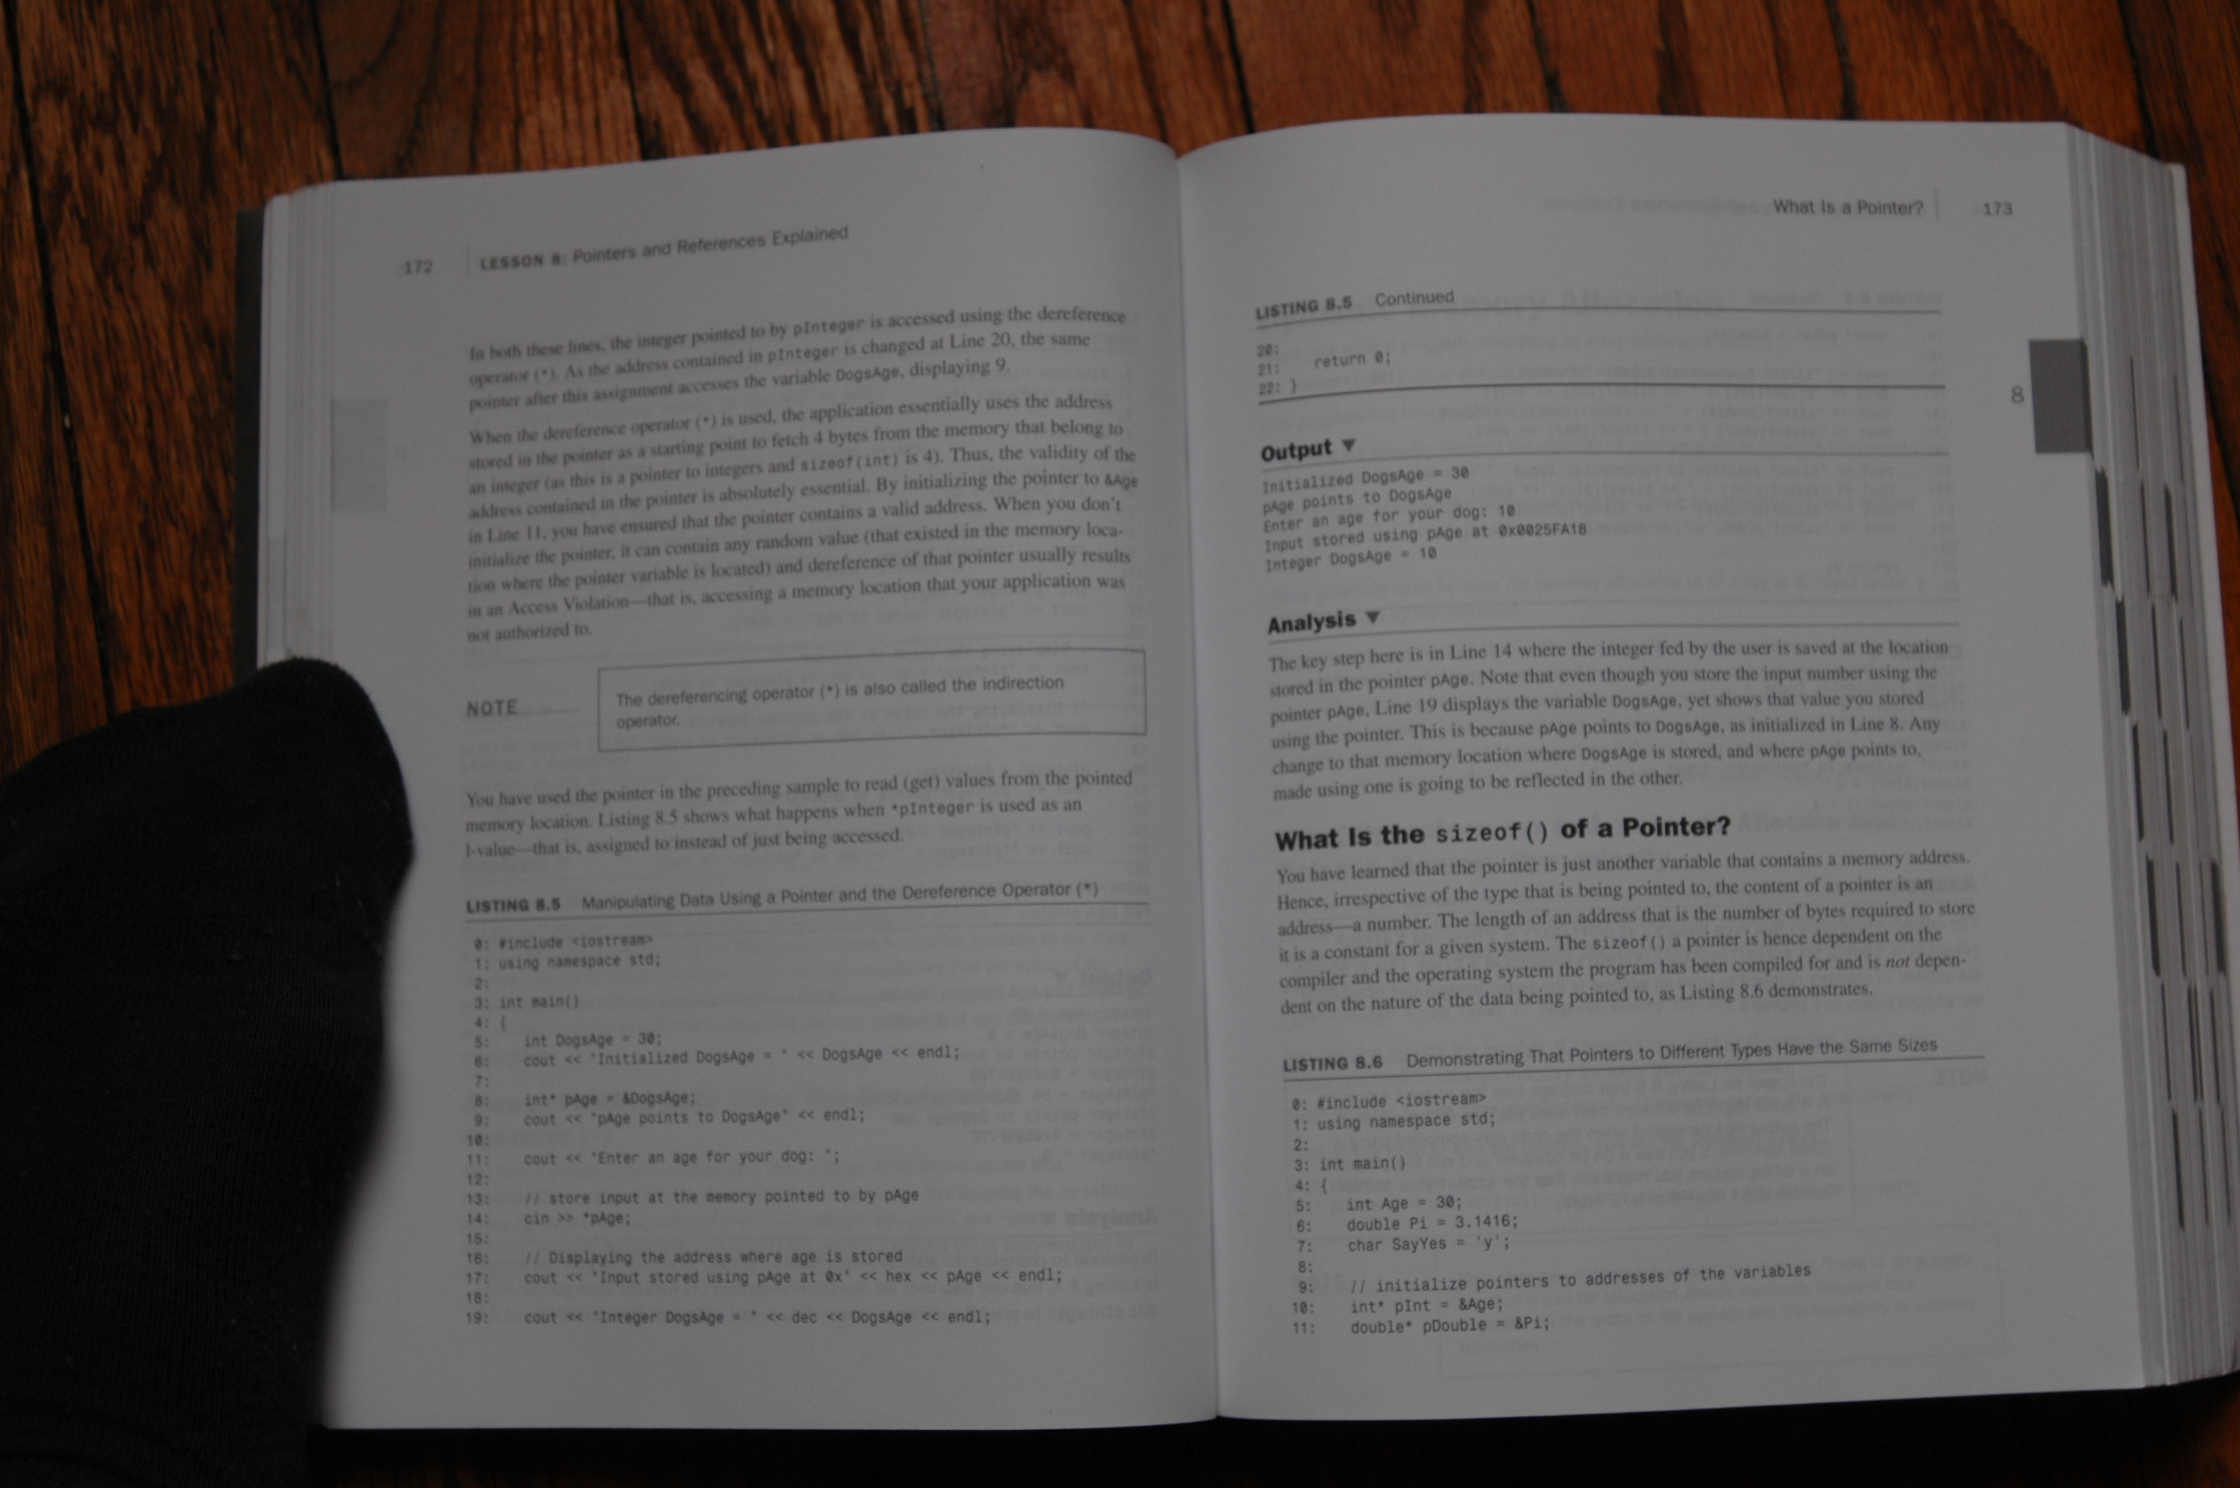 172 LESSON 8: Pointers and References Explained
In both these lines, the integer pointed to by pInteger is accessed using the dereference
operator (*). As the address contained in pInteger is changed at Line 20, the same
pointer after this assignment accesses the variable DogsAge, displaying 9.
When the dereference operator (*) is used, the application essentially uses the address
stored in the pointer as a starting point to fetch 4 bytes from the memory that belong to
an integer (as this is a pointer to integers and sizeof(int) is 4). Thus, the validity of the
address contained in the pointer is absolutely essential. By initializing the pointer to &Age
in Line 11, you have ensured that the pointer contains a valid address. When you don't
initialize the pointer, it can contain any random value (that existed in the memory loca-
tion where the pointer variable is located) and dereference of that pointer usually results
in an Access Violation—that is, accessing a memory location that your application was
not authorized to.
NOTE
The dereferencing operator (*) is also called the indirection
operator.
You have used the pointer in the preceding sample to read (get) values from the pointed
memory location. Listing 8.5 shows what happens when *pInteger is used as an
l-value—that is, assigned to instead of just being accessed.
LISTING 8.5 Manipulating Data Using a Pointer and the Dereference Operator (*)
0: #include <iostream>
1: using namespace std;
2:
3: int main()
4: {
5: int DogsAge = 30;
6: cout << "Initialized DogsAge = " << DogsAge << endl;
7:
8: int* pAge = &DogsAge;
9: cout << "pAge points to DogsAge" << endl;
10:
11: cout << "Enter an age for your dog: ";
12:
13: // store input at the memory pointed to by pAge
14: cin >> *pAge;
15:
16: // Displaying the address where age is stored
17: cout << "Input stored using pAge at 0x" << hex << pAge << endl;
18:
19: cout << "Integer DogsAge = " << dec << DogsAge << endl;
What Is a Pointer? 173
LISTING 8.5 Continued
20:
21: return 0;
22: }
8
Output ▼
Initialized DogsAge = 30
pAge points to DogsAge
Enter an age for your dog: 10
Input stored using pAge at 0x0025FA18
Integer DogsAge = 10
Analysis ▼
The key step here is in Line 14 where the integer fed by the user is saved at the location
stored in the pointer pAge. Note that even though you store the input number using the
pointer pAge, Line 19 displays the variable DogsAge, yet shows that value you stored
using the pointer. This is because pAge points to DogsAge, as initialized in Line 8. Any
change to that memory location where DogsAge is stored, and where pAge points to,
made using one is going to be reflected in the other.
What Is the sizeof() of a Pointer?
You have learned that the pointer is just another variable that contains a memory address.
Hence, irrespective of the type that is being pointed to, the content of a pointer is an
address—a number. The length of an address that is the number of bytes required to store
it is a constant for a given system. The sizeof() a pointer is hence dependent on the
compiler and the operating system the program has been compiled for and is not depen-
dent on the nature of the data being pointed to, as Listing 8.6 demonstrates.
LISTING 8.6 Demonstrating That Pointers to Different Types Have the Same Sizes
0: #include <iostream>
1: using namespace std;
2:
3: int main()
4: {
5: int Age = 30;
6: double Pi = 3.1416;
7: char SayYes = 'y';
8:
9: // initialize pointers to addresses of the variables
10: int* pInt = &Age;
11: double* pDouble = &Pi;